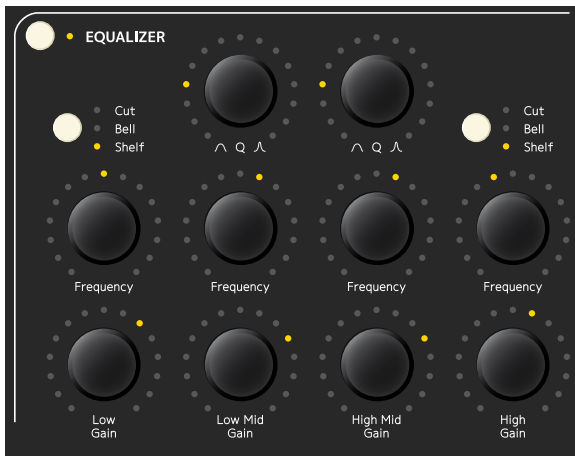 EQUALIZER
Cut
Bell
Shelf
Q
Q
Cut
Bell
Shelf
Frequency
Frequency
Frequency
Frequency
Low
Gain
Low Mid
Gain
High Mid
Gain
High
Gain